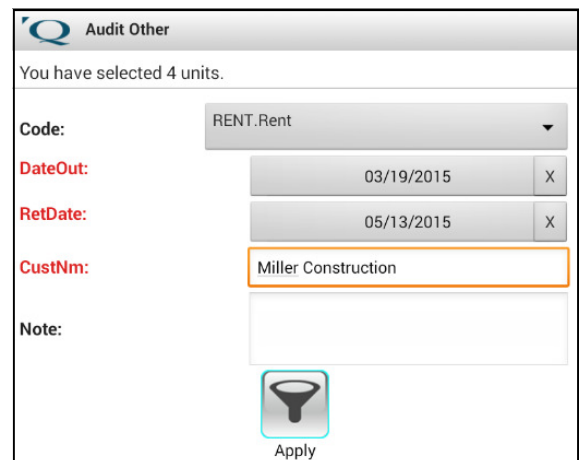 Audit Other
You have selected 4 units.
Code: RENT.Rent
DateOut: 03/19/2015 X
RetDate: 05/13/2015 X
CustNm: Miller Construction
Note:
Apply